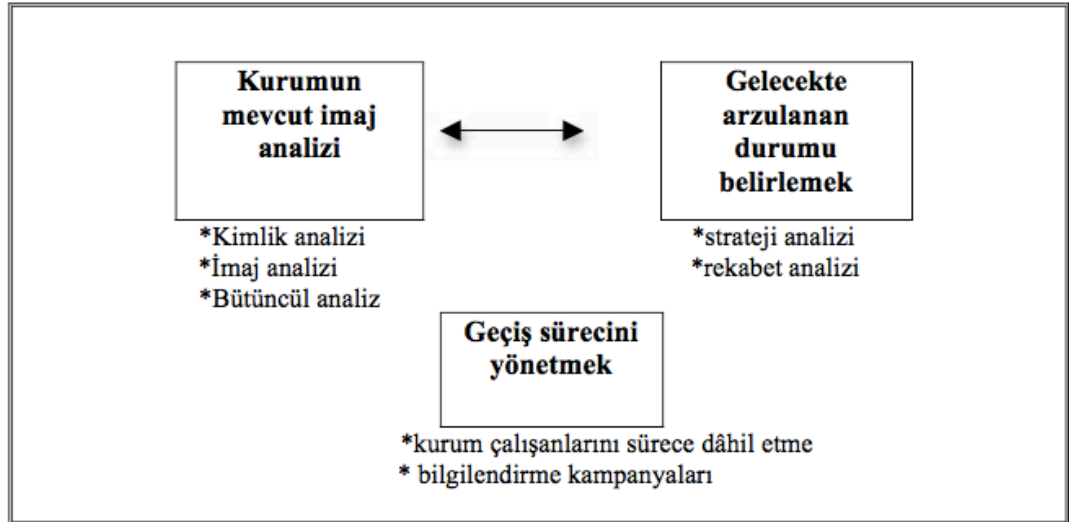 Kurumun
mevcut imaj
analizi
*Kimlik analizi
*İmaj analizi
*Bütüncül analiz
Gelecekte
arzulanan
durumu
belirlemek
*strateji analizi
*rekabet analizi
Geçiş sürecini
yönetmek
*kurum çalışanlarını sürece dâhil etme
* bilgilendirme kampanyaları